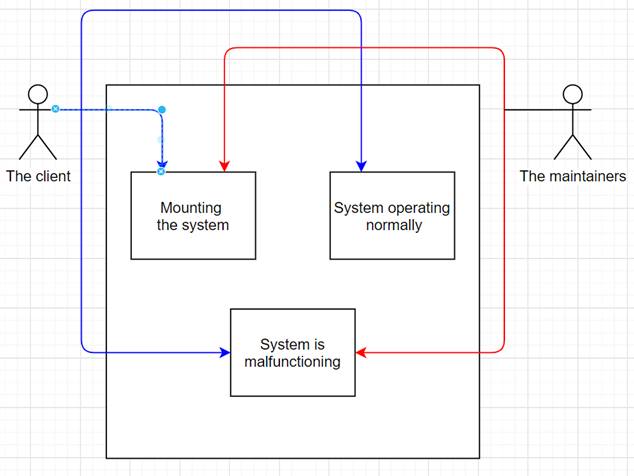 The client
The maintainers
Mounting
the system
System operating
normally
System is
malfunctioning